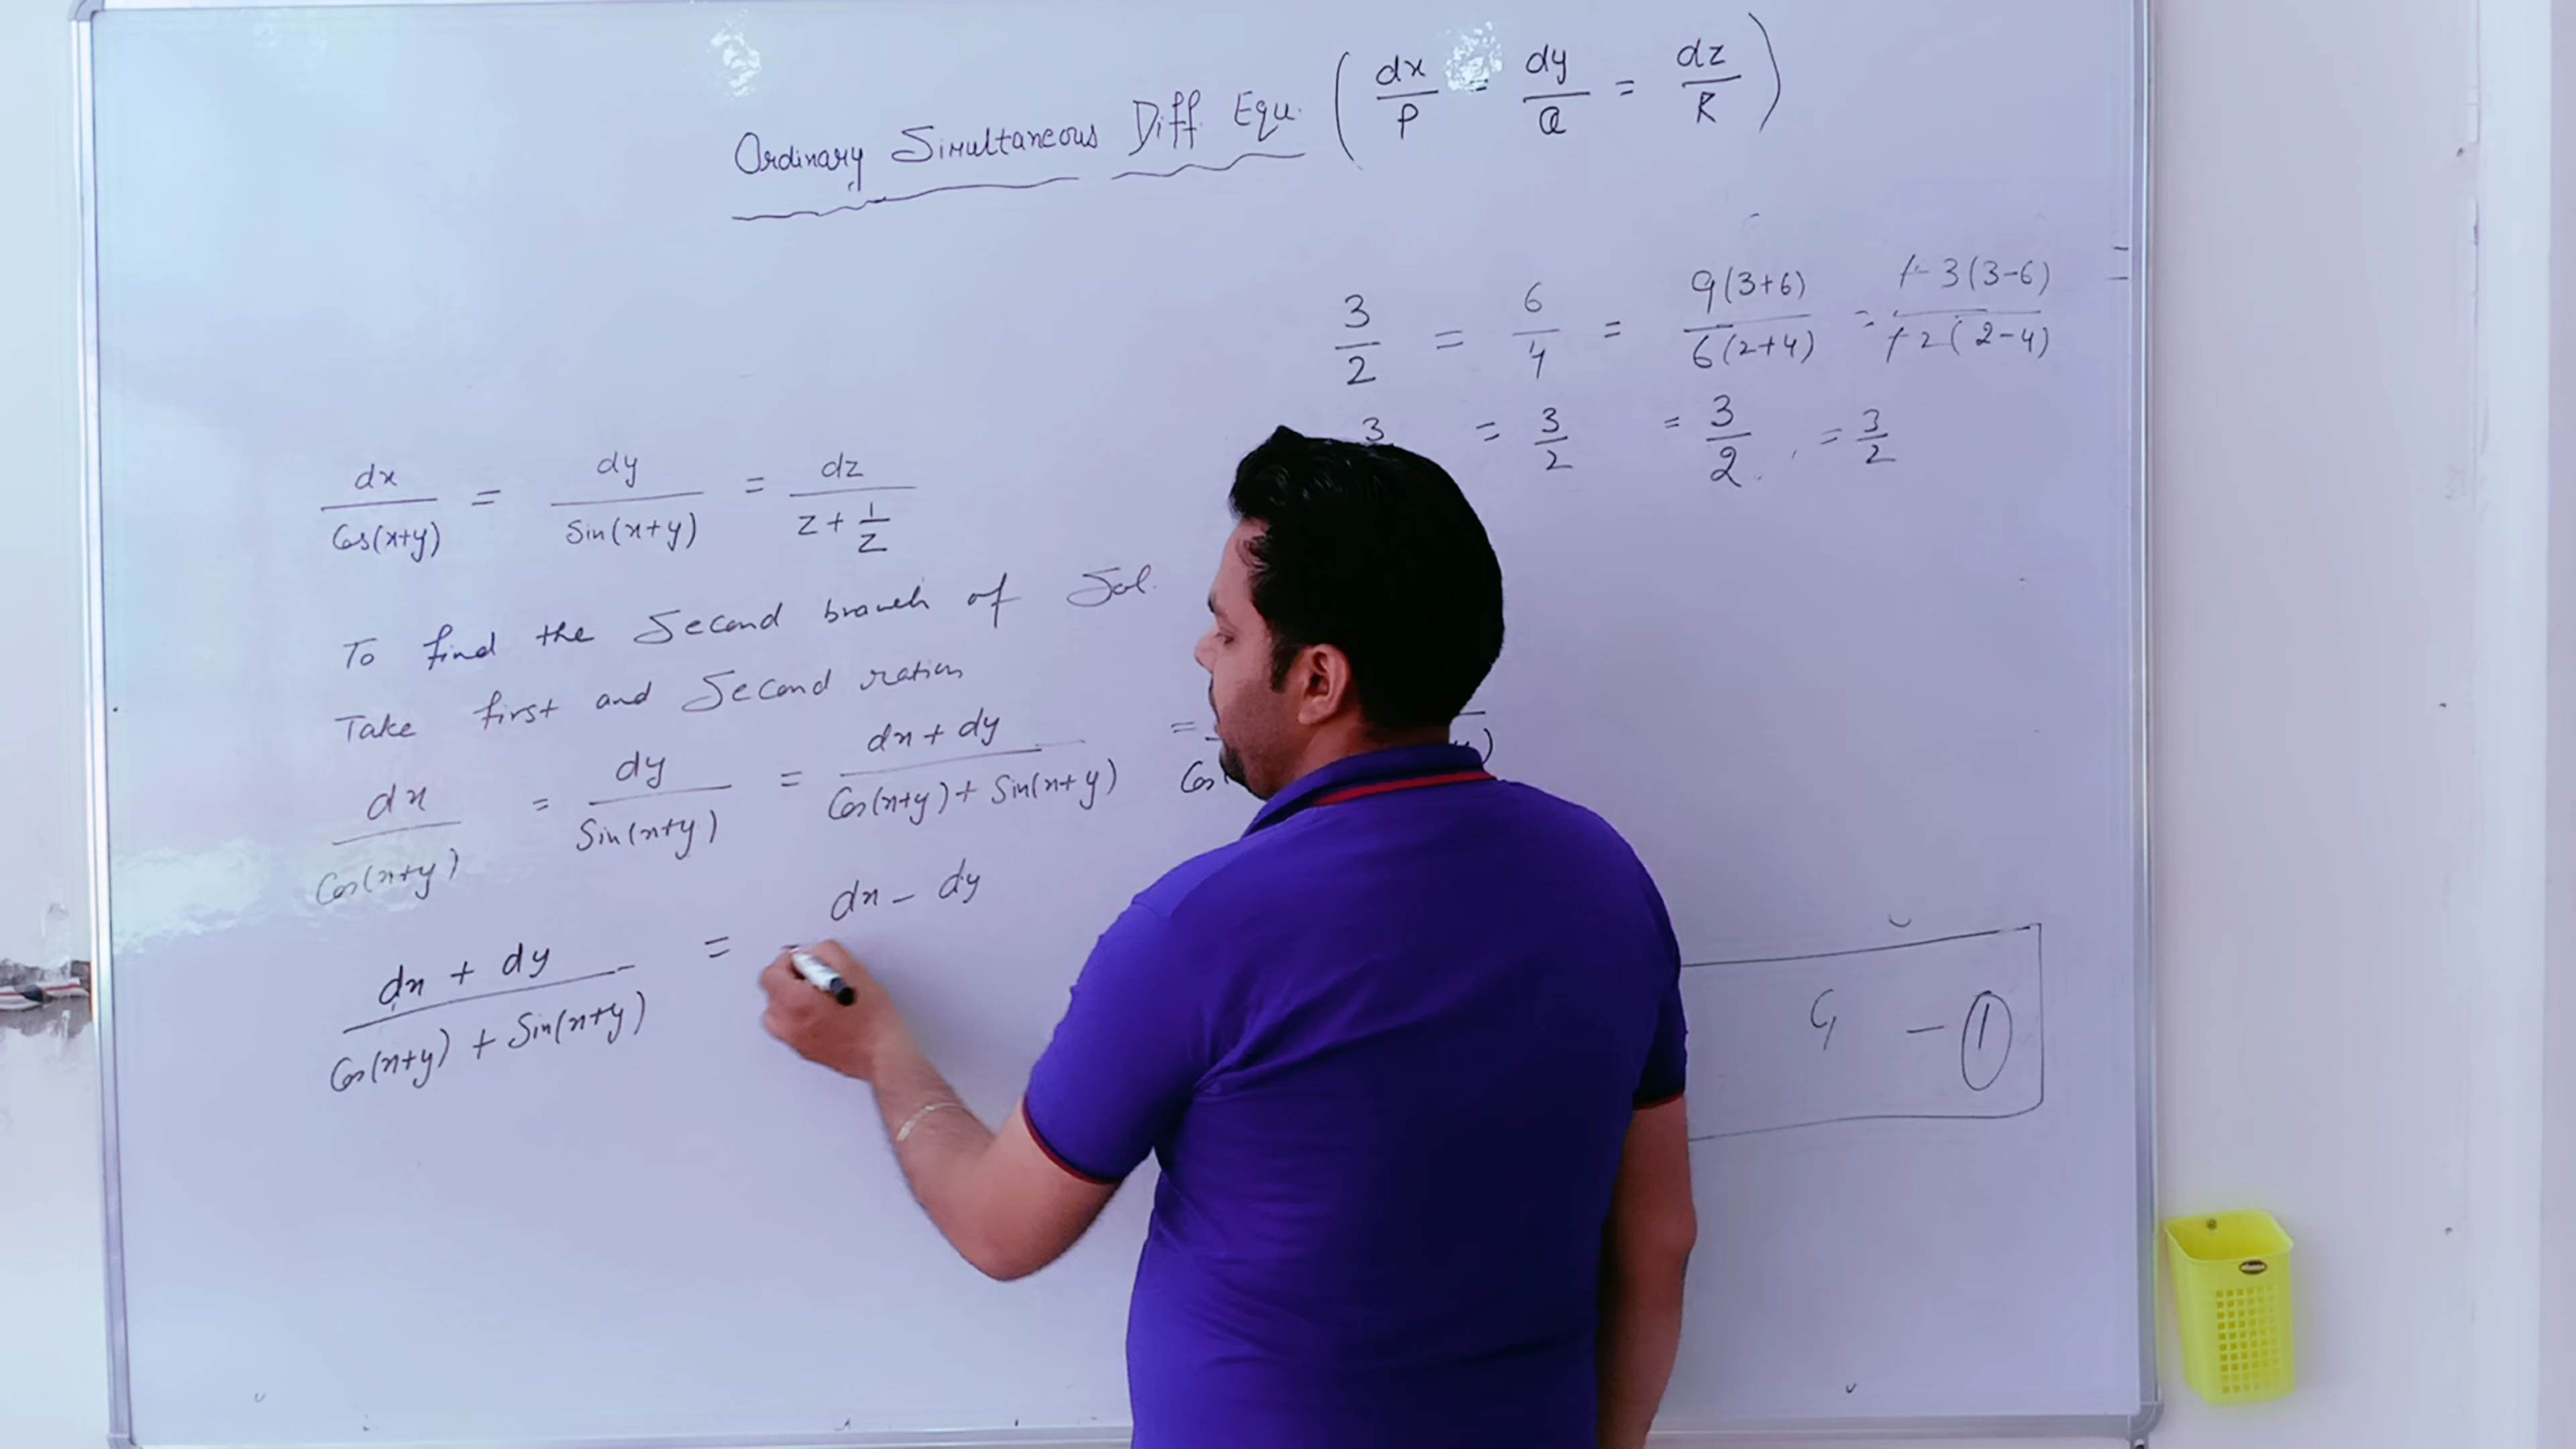 Ordinary Simultaneous Diff. Equ. ( dx/P = dy/Q = dz/R )
3/2 = 6/4 = 9(3+6)/6(2+4) = +3(3-6)/+2(2-4) =
3 = 3/2 = 3/2 . = 3/2
dx/Cos(x+y) = dy/Sin(x+y) = dz/z + 1/z
To find the Second branch of Sol.
Take first and Second ratios
dx/Cos(x+y) = dy/Sin(x+y) = dx + dy/Cos(x+y) + Sin(x+y) = Cos( )
dx + dy/Cos(x+y) + Sin(x+y) = dx - dy
C1 - 1